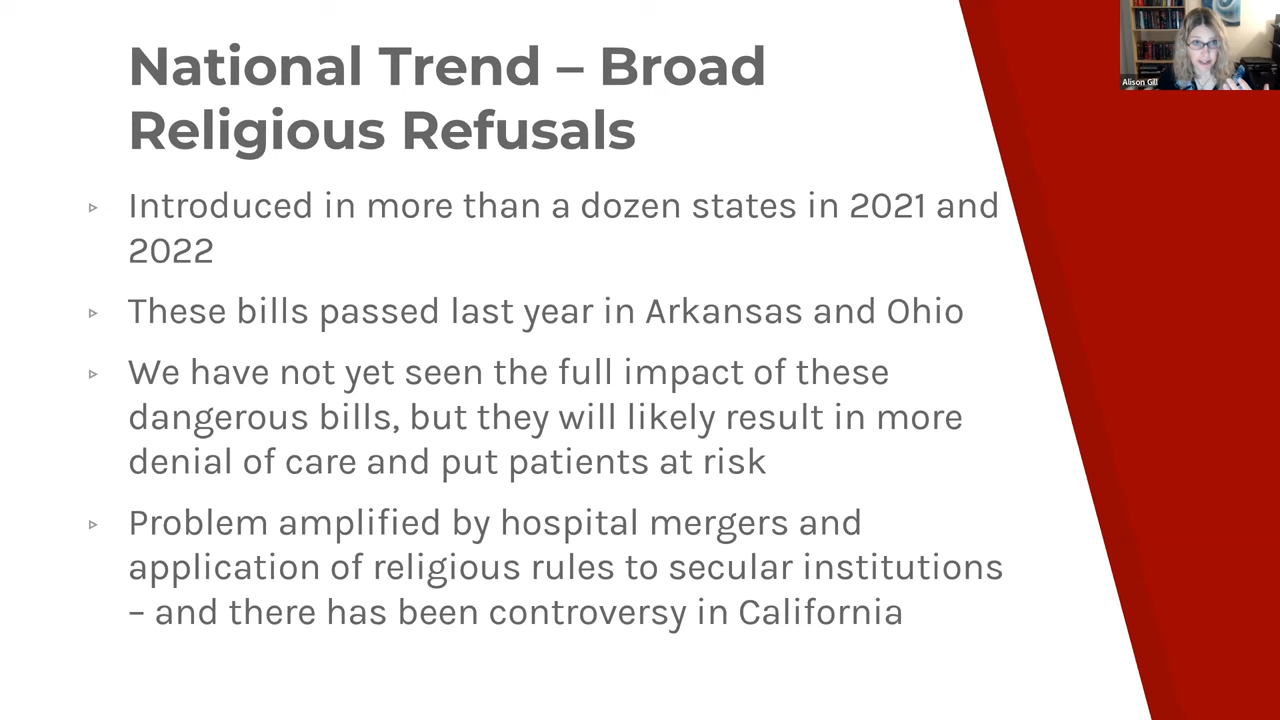 National Trend – Broad
Religious Refusals
▹ Introduced in more than a dozen states in 2021 and
2022
▹ These bills passed last year in Arkansas and Ohio
▹ We have not yet seen the full impact of these
dangerous bills, but they will likely result in more
denial of care and put patients at risk
▹ Problem amplified by hospital mergers and
application of religious rules to secular institutions
– and there has been controversy in California
Alison Gill